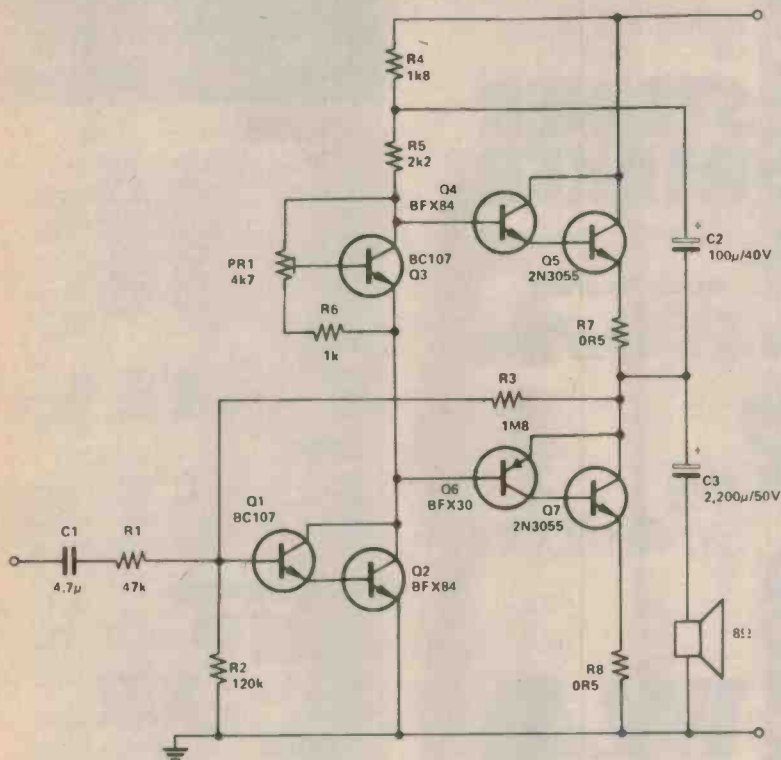 R4
1k8
R5
2k2
Q4
BFX84
PR1
4k7
BC107
Q3
Q5
2N3055
C2
100μ/40V
+
R6
1k
R7
0R5
R3
1M8
+
Q1
BC107
Q6
BFX30
Q7
2N3055
C3
2,200μ/50V
C1
4.7μ
R1
47k
Q2
BFX84
R2
120k
R8
0R5
8Ω